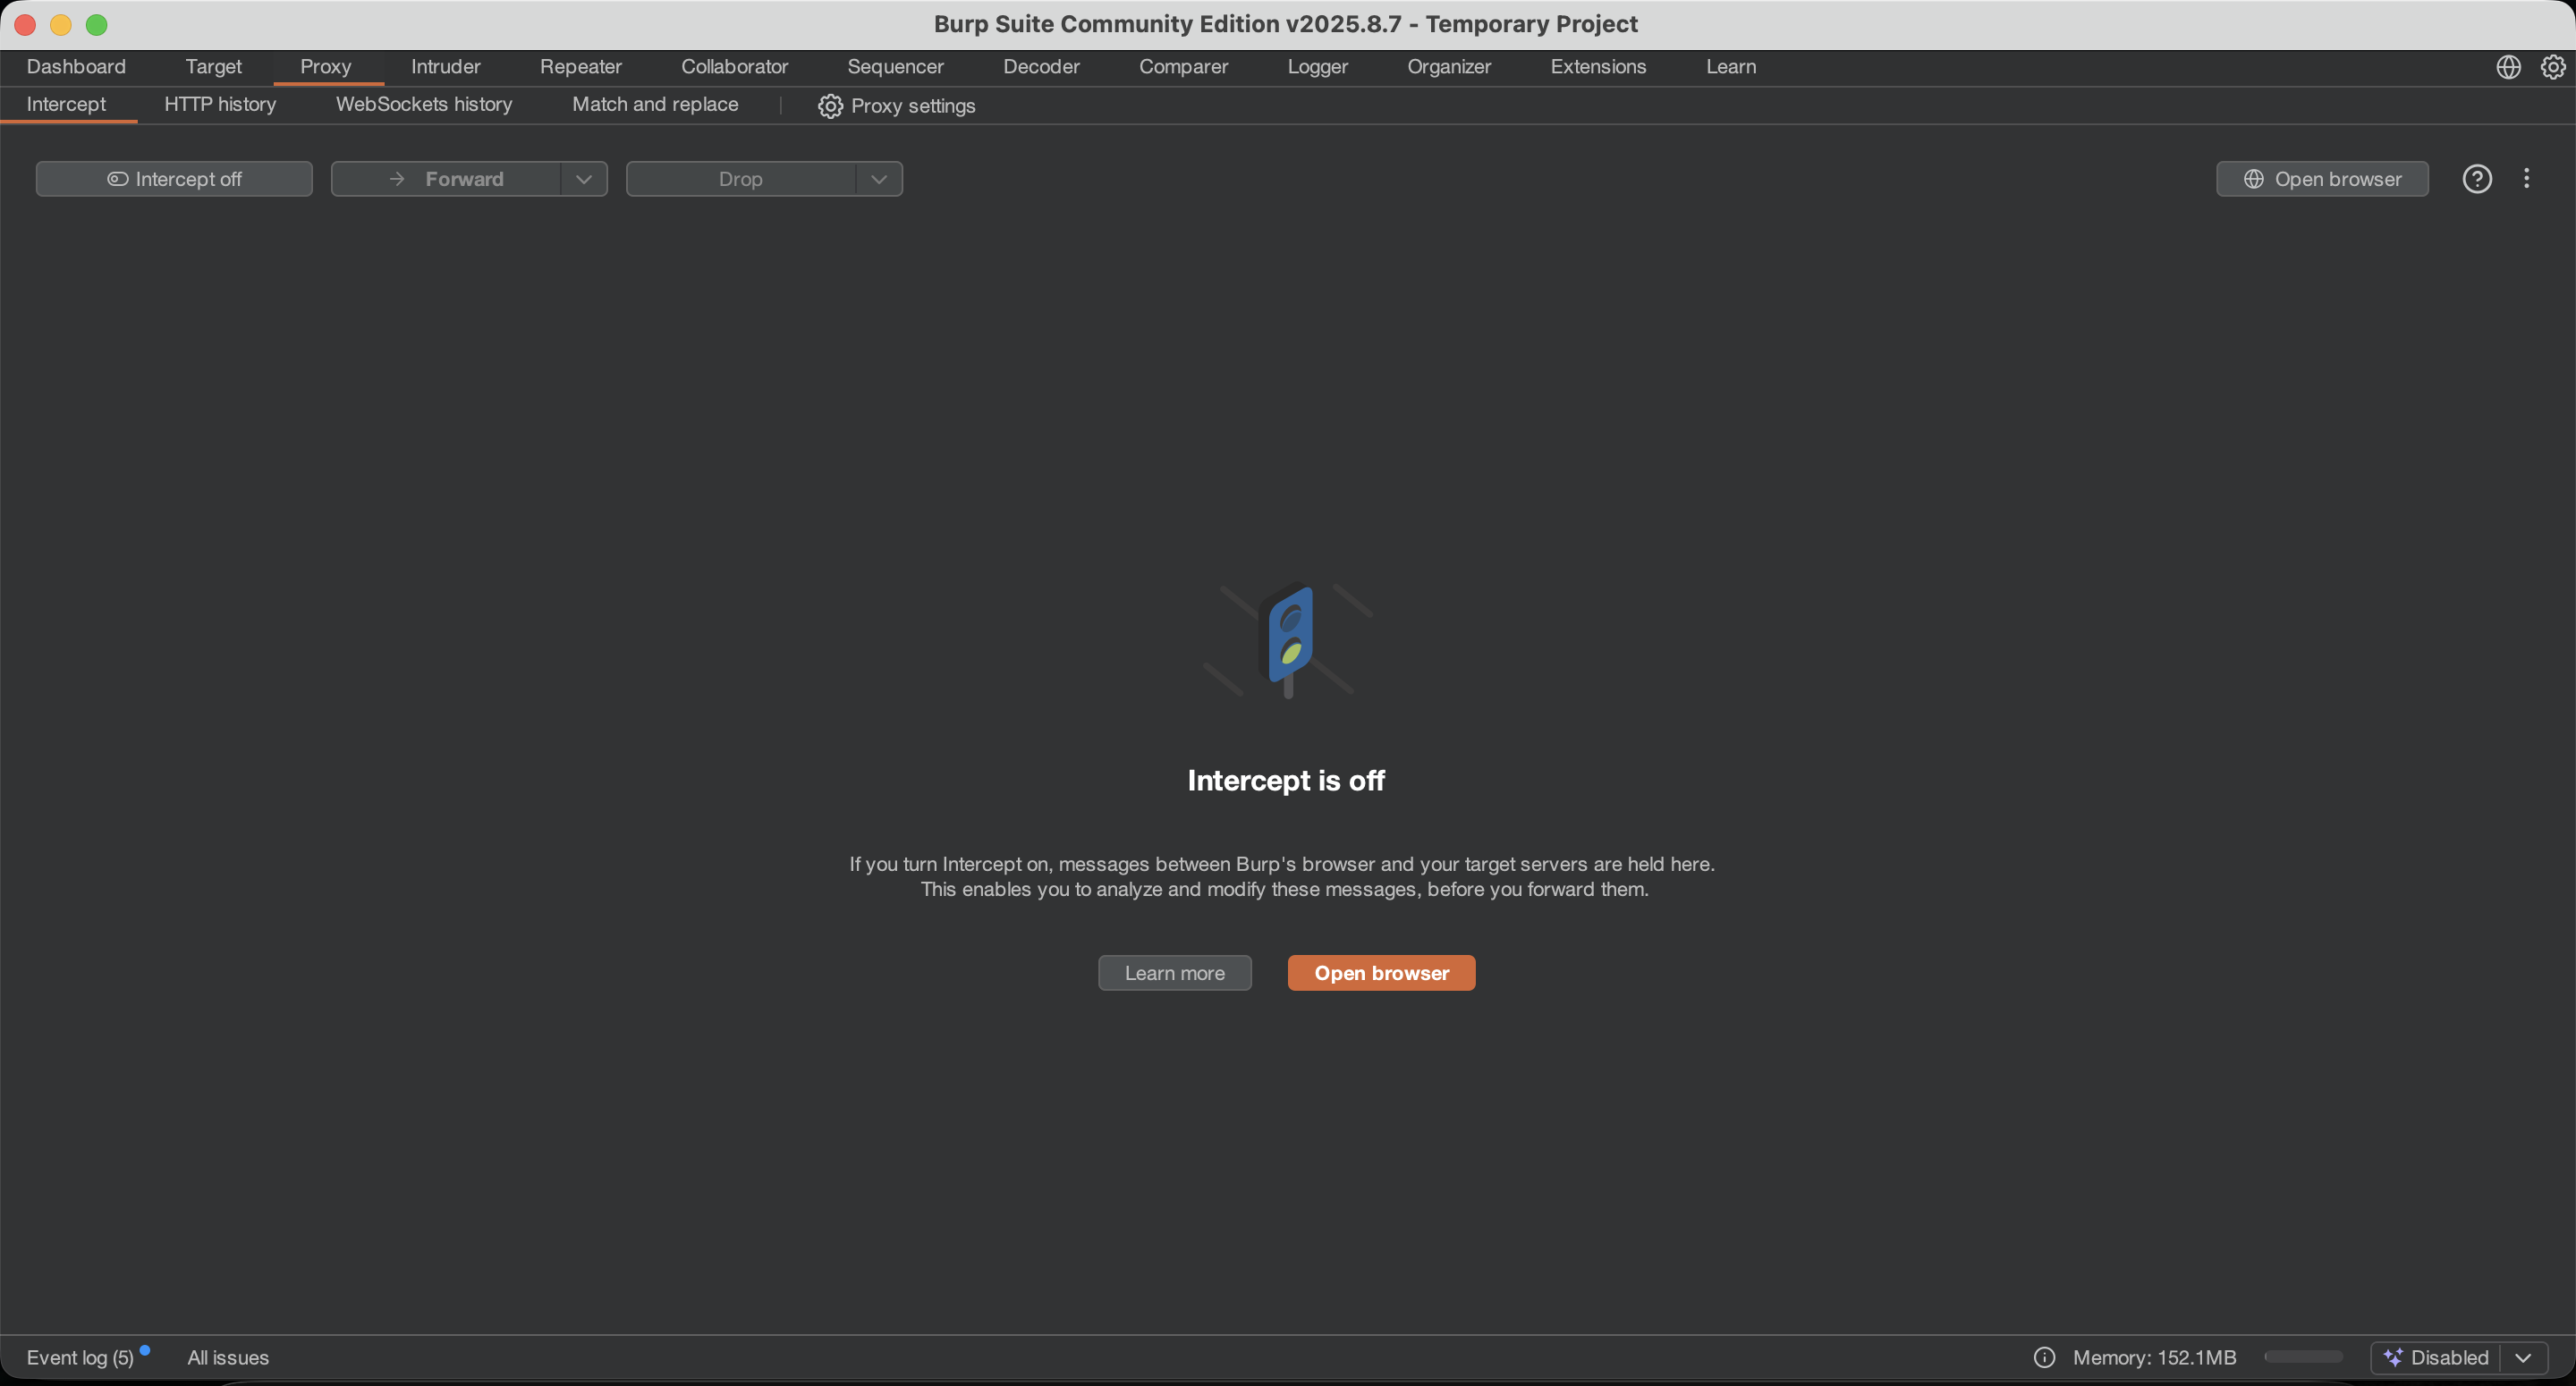 Burp Suite Community Edition v2025.8.7 - Temporary Project
Dashboard Target Proxy Intruder Repeater Collaborator Sequencer Decoder Comparer Logger Organizer Extensions Learn
Intercept HTTP history WebSockets history Match and replace Proxy settings
Intercept off Forward Drop Open browser
Intercept is off
If you turn Intercept on, messages between Burp's browser and your target servers are held here.
This enables you to analyze and modify these messages, before you forward them.
Learn more Open browser
Event log (5) All issues Memory: 152.1MB Disabled